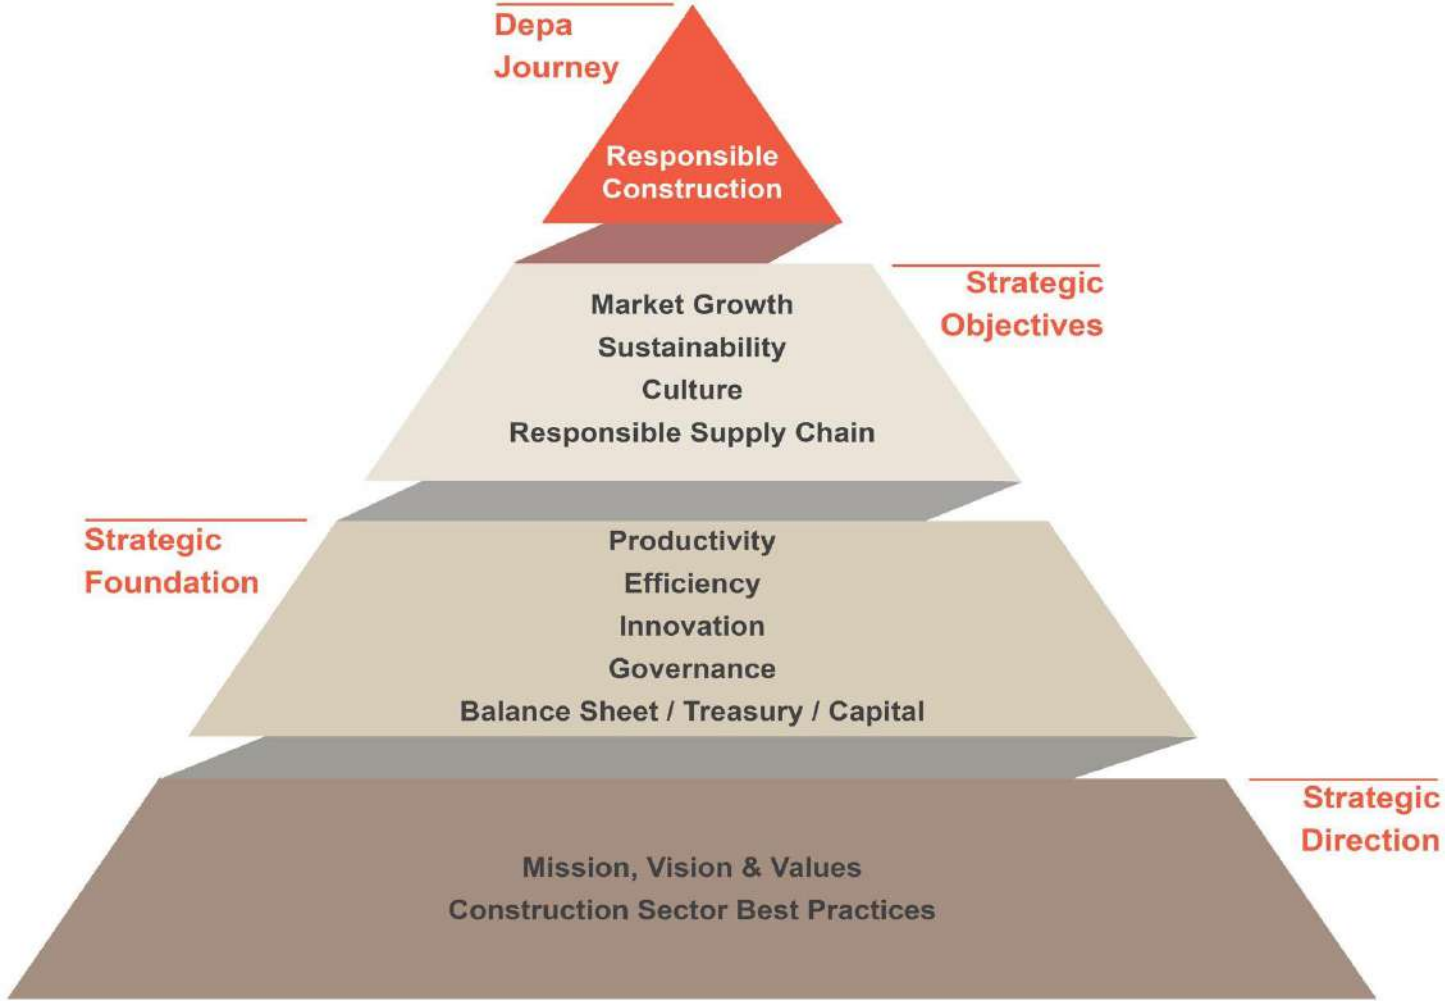 Depa
Journey
Responsible
Construction
Strategic
Objectives
Market Growth
Sustainability
Culture
Responsible Supply Chain
Strategic
Foundation
Productivity
Efficiency
Innovation
Governance
Balance Sheet / Treasury / Capital
Strategic
Direction
Mission, Vision & Values
Construction Sector Best Practices